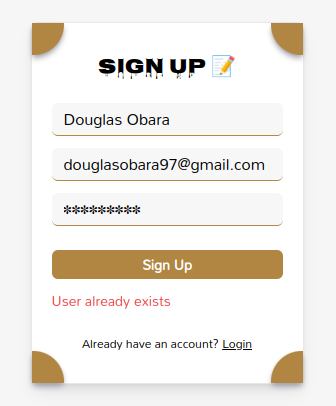 SIGN UP 📝
Douglas Obara
douglasobara97@gmail.com
*********
Sign Up
User already exists
Already have an account? Login